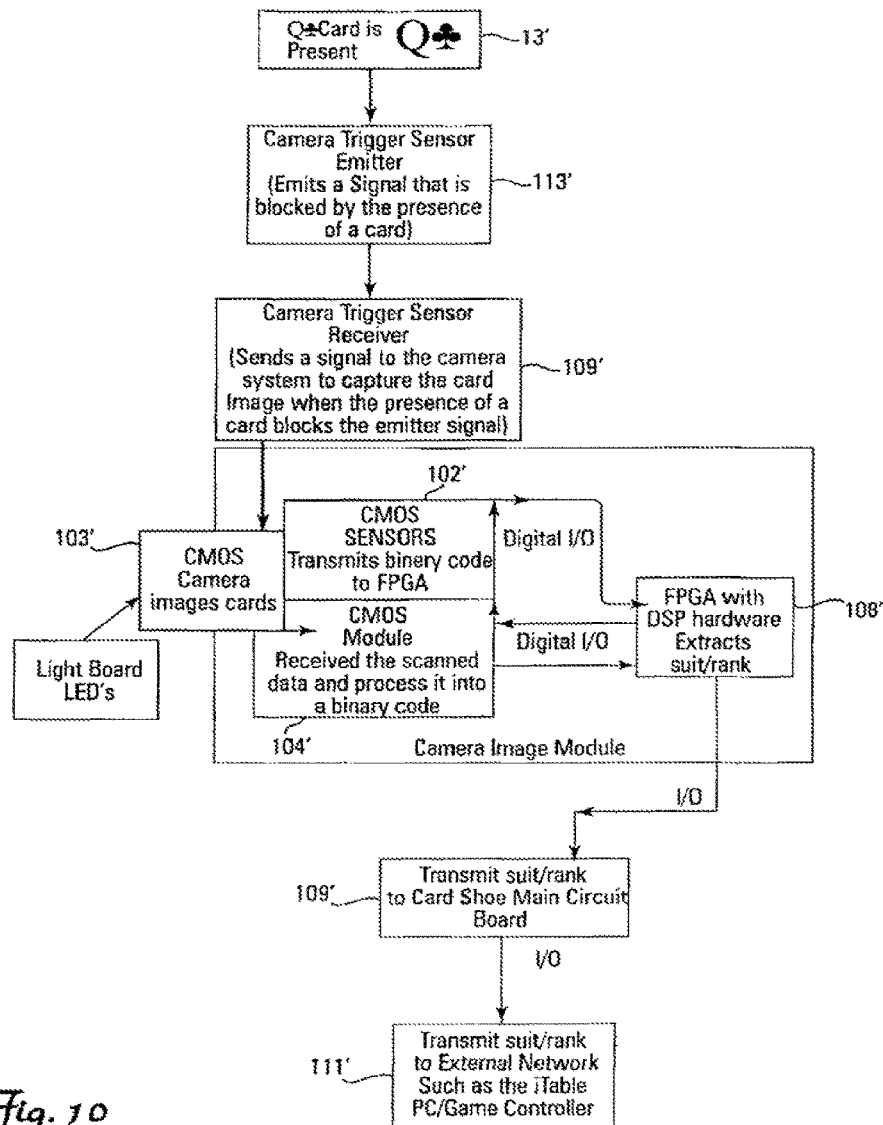 Q♣Card is
Present
Q♣
13'
Camera Trigger Sensor
Emitter
(Emits a Signal that is
blocked by the presence
of a card)
113'
Camera Trigger Sensor
Receiver
(Sends a signal to the camera
system to capture the card
Image when the presence of a
card blocks the emitter signal)
109'
102'
103'
CMOS
Camera
images cards
CMOS
SENSORS
Transmits binary code
to FPGA
Digital I/O
FPGA with
DSP hardware
Extracts
suit/rank
108'
CMOS
Module
Received the scanned
data and process it into
a binary code
Digital I/O
Light Board
LED's
104'
Camera Image Module
I/O
Transmit suit/rank
to Card Shoe Main Circuit
Board
109'
I/O
Transmit suit/rank
to External Network
Such as the iTable
PC/Game Controller
111'
Fig. 10